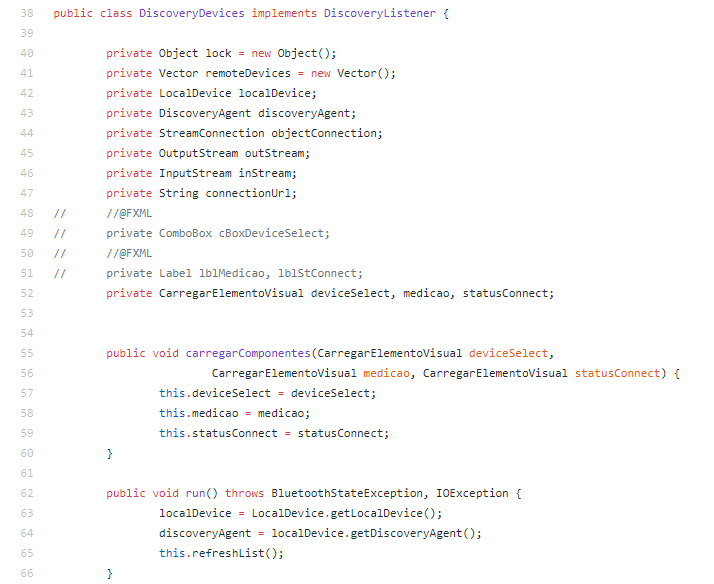 38 public class DiscoveryDevices implements DiscoveryListener {
39
40 private Object lock = new Object();
41 private Vector remoteDevices = new Vector();
42 private LocalDevice localDevice;
43 private DiscoveryAgent discoveryAgent;
44 private StreamConnection objectConnection;
45 private OutputStream outStream;
46 private InputStream inStream;
47 private String connectionUrl;
48 // //@FXML
49 // private ComboBox cBoxDeviceSelect;
50 // //@FXML
51 // private Label lblMedicao, lblStConnect;
52 private CarregarElementoVisual deviceSelect, medicao, statusConnect;
53
54
55 public void carregarComponentes(CarregarElementoVisual deviceSelect,
56 CarregarElementoVisual medicao, CarregarElementoVisual statusConnect) {
57 this.deviceSelect = deviceSelect;
58 this.medicao = medicao;
59 this.statusConnect = statusConnect;
60 }
61
62 public void run() throws BluetoothStateException, IOException {
63 localDevice = LocalDevice.getLocalDevice();
64 discoveryAgent = localDevice.getDiscoveryAgent();
65 this.refreshList();
66 }